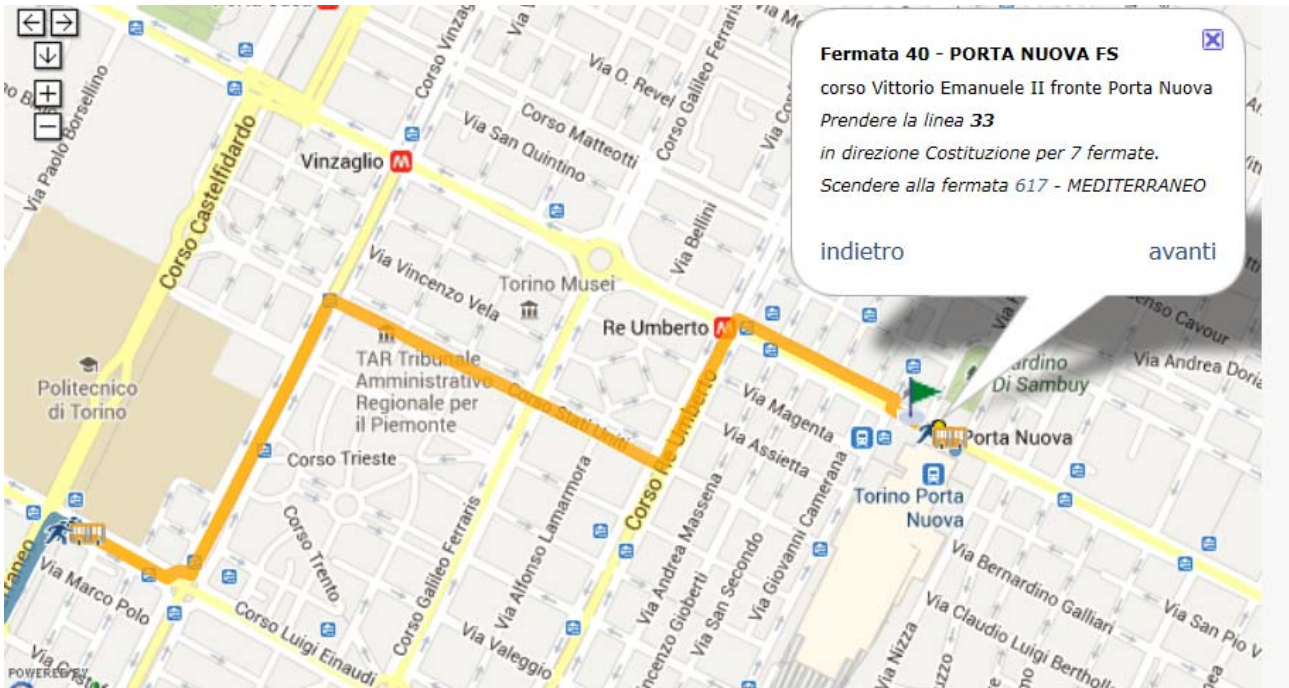 Fermata 40 - PORTA NUOVA FS
corso Vittorio Emanuele II fronte Porta Nuova
Prendere la linea 33
in direzione Costituzione per 7 fermate.
Scendere alla fermata 617 - MEDITERRANEO
indietro
avanti
Via O. Revel
Corso Galileo Ferraris
Corso Matteotti
Via San Quintino
Via Paolo Borsellino
Corso Castelfidardo
Vinzaglio
M
Via Bellini
Via Vincenzo Vela
Torino Musei
Re Umberto
M
Via Andrea Doria
Di Sambuy
TAR Tribunale
Amministrativo
Regionale per
il Piemonte
Politecnico
di Torino
Corso Stati Uniti
Corso Re Umberto
Via Magenta
Via Assietta
Porta Nuova
Corso Trieste
Torino Porta
Nuova
Corso Trento
Corso Galileo Ferraris
Via Alfonso Lamarmora
Via Andrea Massena
Via San Secondo
Via Giovanni Camerana
Via Bernardino Galliari
Via Marco Polo
Corso Luigi Einaudi
Via Valeggio
Via Nizza
Via Claudio Luigi Berthol
Via San Pio V
POWERED BY